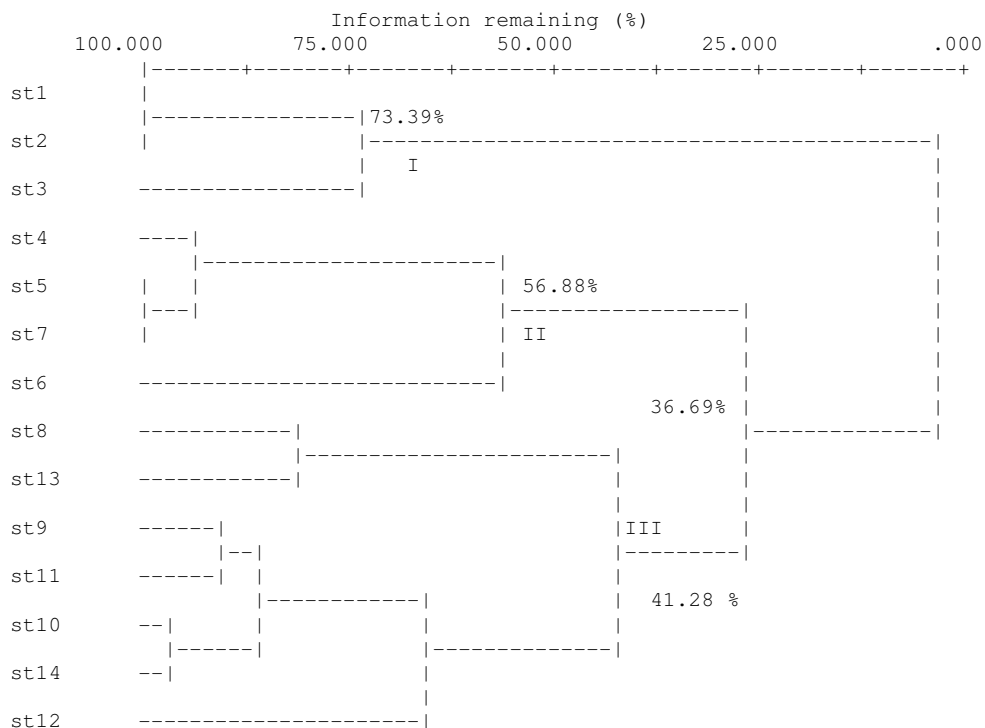 Information remaining (%)
100.000 75.000 50.000 25.000 .000
st1
73.39%
st2
I
st3
st4
st5 56.88%
st7 II
st6
36.69%
st8
st13
st9 III
st11
41.28 %
st10
st14
st12